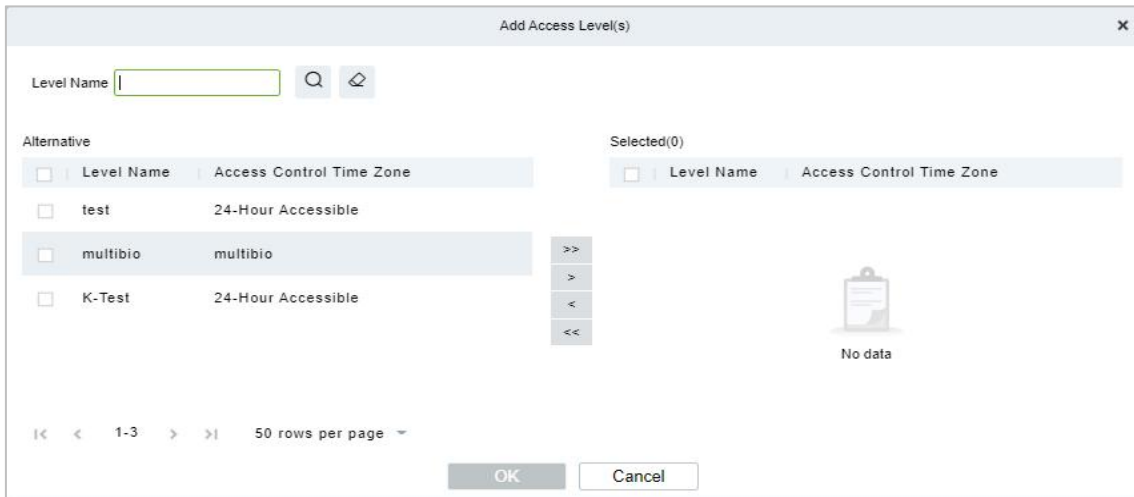 Add Access Level(s)
Level Name
Alternative
Level Name Access Control Time Zone
test 24-Hour Accessible
multibio multibio
K-Test 24-Hour Accessible
>>
>
<
<<
Selected(0)
Level Name Access Control Time Zone
No data
1-3 50 rows per page
OK Cancel